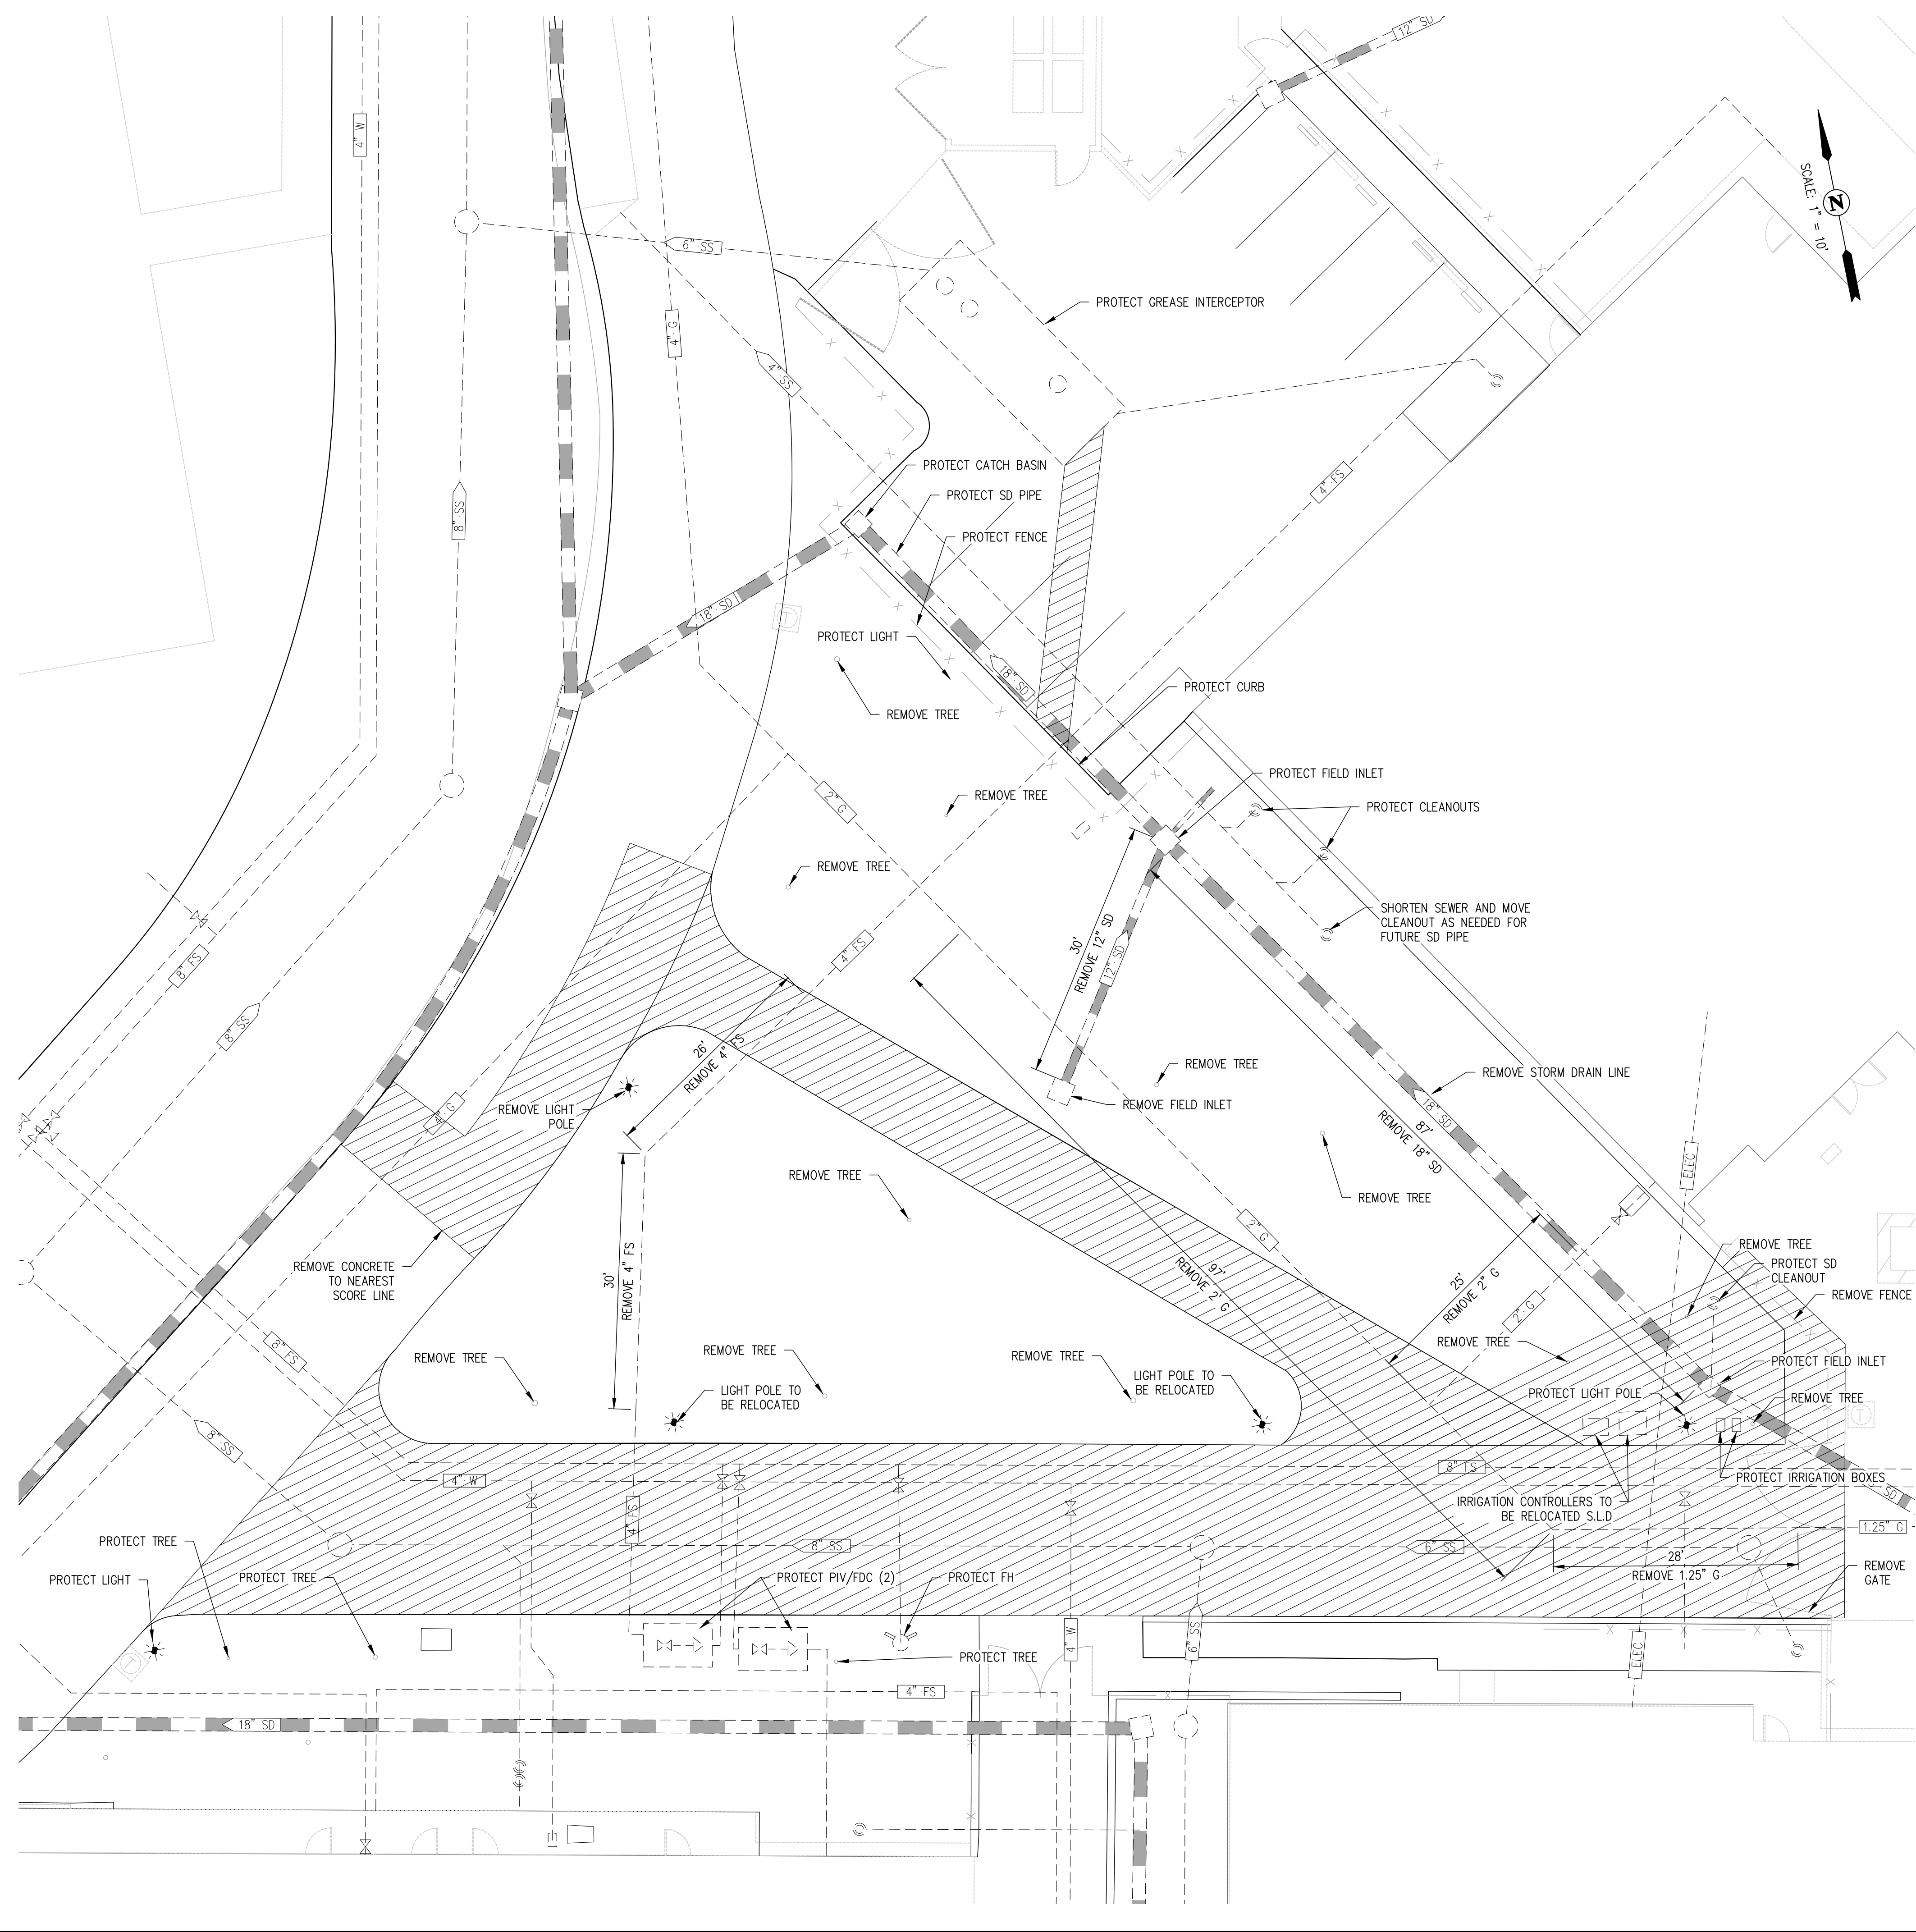 12" SD
4" W
N
SCALE: 1" = 10'
6" SS
PROTECT GREASE INTERCEPTOR
4" G
4" SS
PROTECT CATCH BASIN
4" FS
PROTECT SD PIPE
8" SS
PROTECT FENCE
18" SD
PROTECT LIGHT
18" SD
PROTECT CURB
REMOVE TREE
PROTECT FIELD INLET
REMOVE TREE
2" G
PROTECT CLEANOUTS
REMOVE TREE
SHORTEN SEWER AND MOVE
CLEANOUT AS NEEDED FOR
FUTURE SD PIPE
30'
REMOVE 12" SD
12" SD
4" FS
8" FS
8" SS
26'
REMOVE 4" FS
REMOVE TREE
REMOVE STORM DRAIN LINE
REMOVE LIGHT
POLE
REMOVE FIELD INLET
4" G
18" SD
87'
REMOVE 18" SD
ELEC
REMOVE TREE
REMOVE TREE
2" G
REMOVE TREE
PROTECT SD
CLEANOUT
REMOVE CONCRETE
TO NEAREST
SCORE LINE
30'
REMOVE 4" FS
97'
REMOVE 2' G
25'
REMOVE 2" G
2" G
REMOVE FENCE
8" FS
REMOVE TREE
REMOVE TREE
REMOVE TREE
REMOVE TREE
PROTECT FIELD INLET
LIGHT POLE TO
BE RELOCATED
LIGHT POLE TO
BE RELOCATED
PROTECT LIGHT POLE
REMOVE TREE
T
8" SS
4" W
8" FS
PROTECT IRRIGATION BOXES
SD
IRRIGATION CONTROLLERS TO
BE RELOCATED S.L.D
4" FS
1.25" G
PROTECT TREE
8" SS
6" SS
28'
REMOVE 1.25" G
REMOVE
GATE
PROTECT LIGHT
PROTECT TREE
PROTECT PIV/FDC (2)
PROTECT FH
T
4" W
6" SS
ELEC
PROTECT TREE
4" FS
18" SD
T